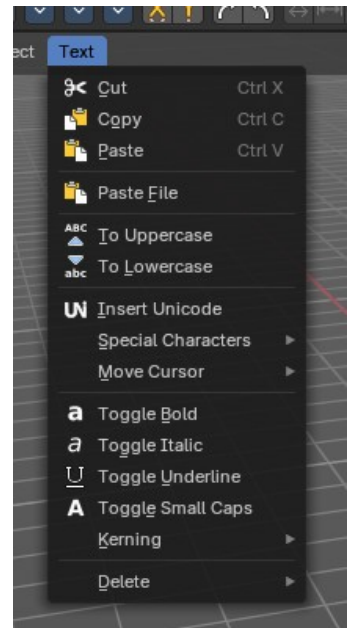 ect Text
Cut Ctrl X
Copy Ctrl C
Paste Ctrl V
Paste File
ABC To Uppercase
abc To Lowercase
UN Insert Unicode
Special Characters
Move Cursor
a Toggle Bold
a Toggle Italic
U Toggle Underline
A Toggle Small Caps
Kerning
Delete